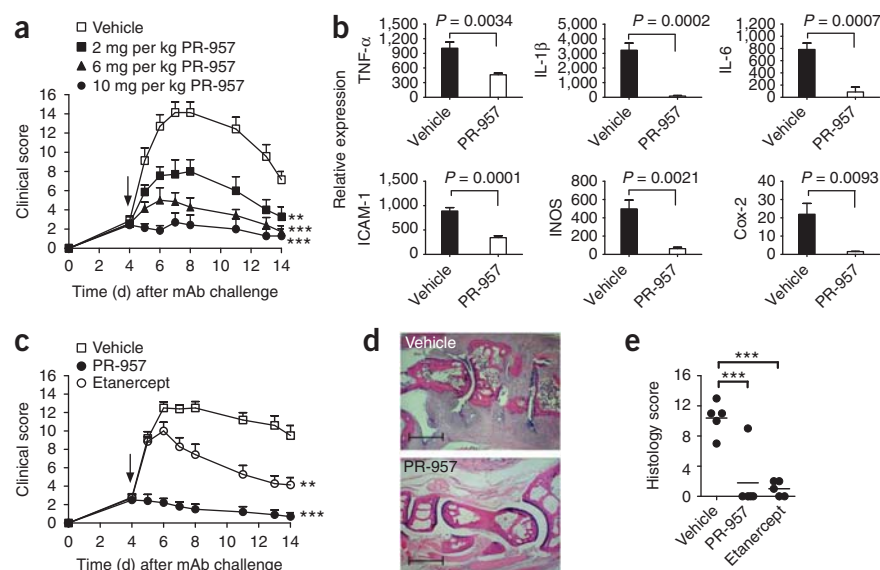 a
Vehicle
2 mg per kg PR-957
6 mg per kg PR-957
10 mg per kg PR-957
Clinical score
16
14
12
10
8
6
4
2
0
**
***
***
0 2 4 6 8 10 12 14
Time (d) after mAb challenge
b
Relative expression
P = 0.0034
TNF-α
1,500
1,200
900
600
300
0
Vehicle
PR-957
P = 0.0002
IL-1β
5,000
4,000
3,000
2,000
1,000
0
Vehicle
PR-957
P = 0.0007
IL-6
1,500
1,200
900
600
300
0
Vehicle
PR-957
P = 0.0001
ICAM-1
1,500
1,000
500
0
Vehicle
PR-957
P = 0.0021
INOS
800
600
400
200
0
Vehicle
PR-957
P = 0.0093
Cox-2
40
30
20
10
0
Vehicle
PR-957
c
Vehicle
PR-957
Etanercept
Clinical score
16
14
12
10
8
6
4
2
0
**
***
0 2 4 6 8 10 12 14
Time (d) after mAb challenge
d
Vehicle
PR-957
e
***
***
Histology score
16
12
8
4
0
Vehicle
PR-957
Etanercept